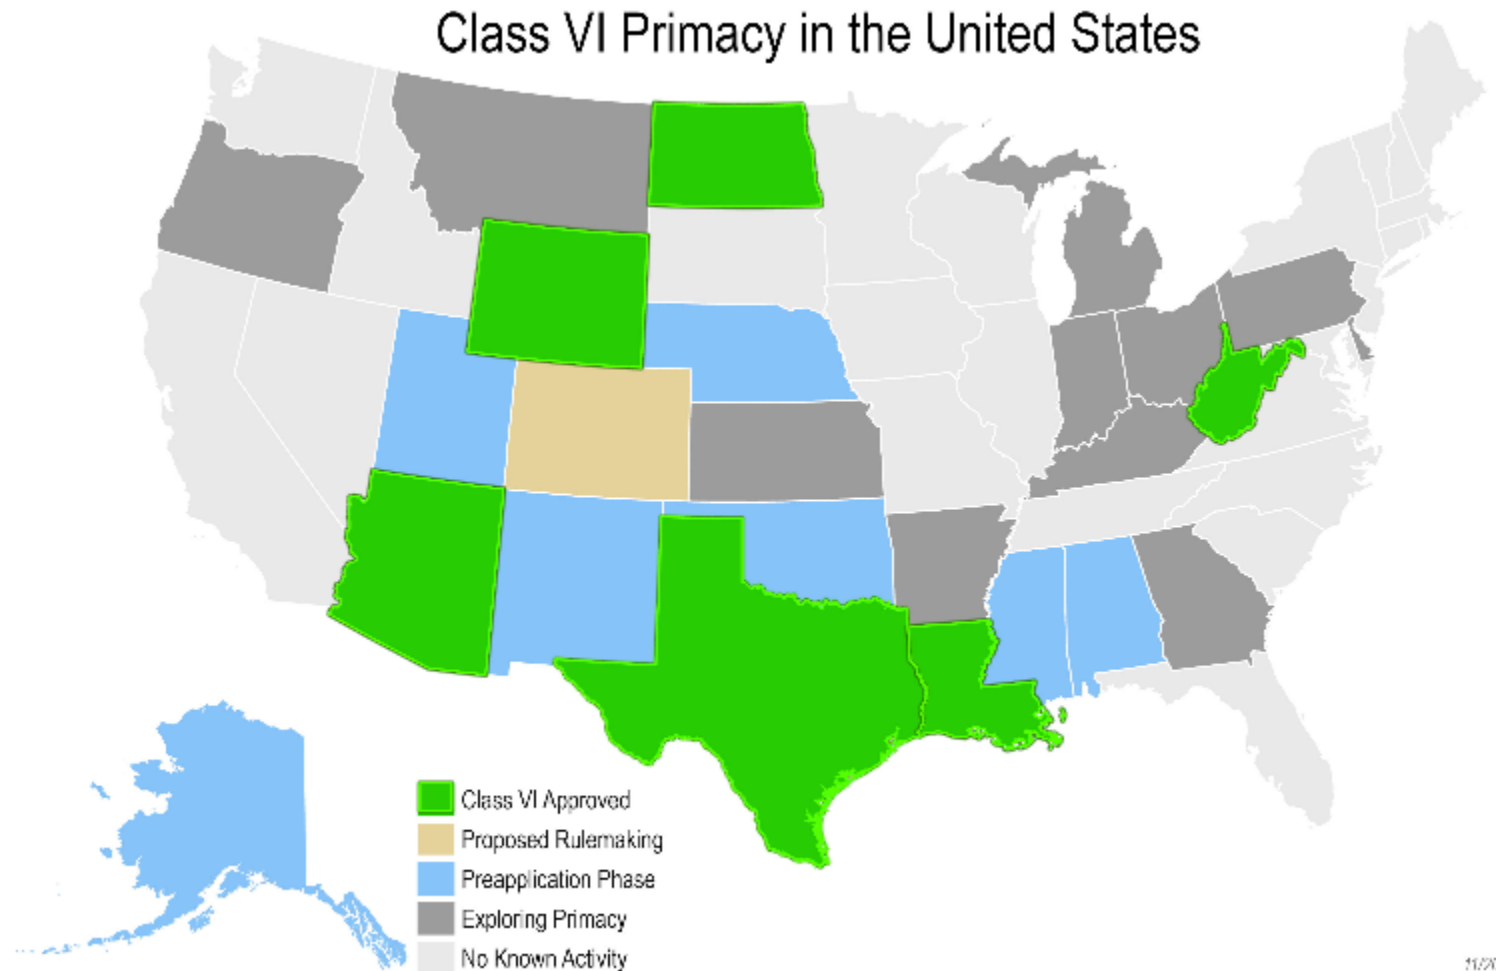 Class VI Primacy in the United States
Class VI Approved
Proposed Rulemaking
Preapplication Phase
Exploring Primacy
No Known Activity